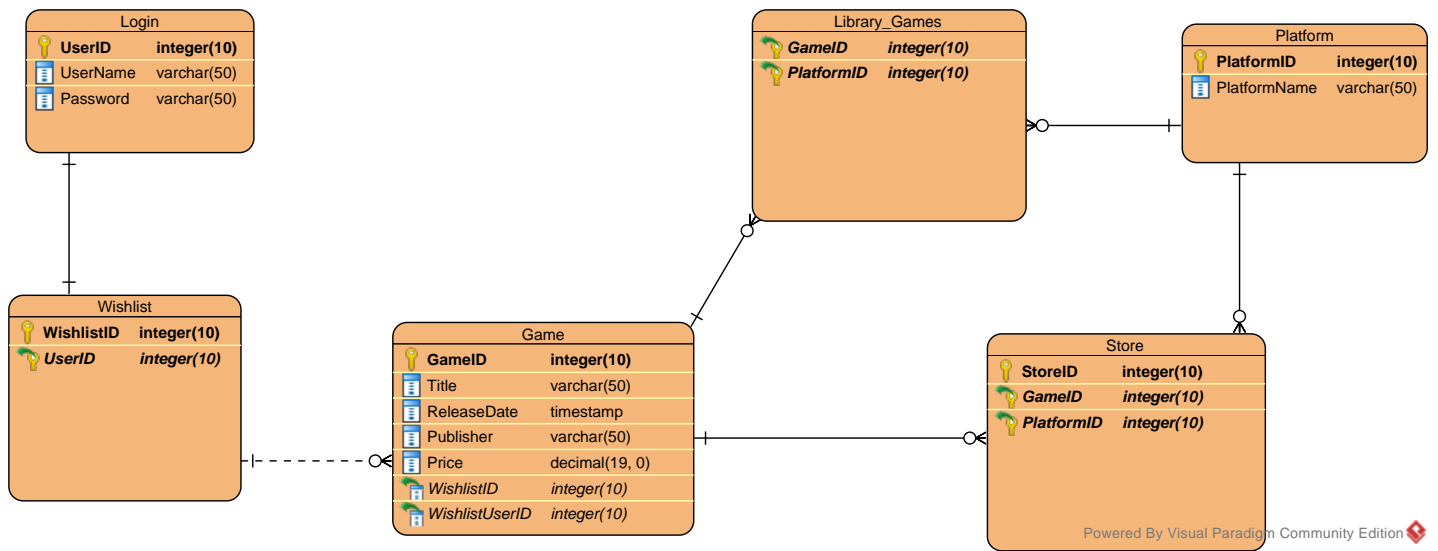 Login
UserID integer(10)
UserName varchar(50)
Password varchar(50)
Library_Games
GameID integer(10)
PlatformID integer(10)
Platform
PlatformID integer(10)
PlatformName varchar(50)
Wishlist
WishlistID integer(10)
UserID integer(10)
Game
GameID integer(10)
Title varchar(50)
ReleaseDate timestamp
Publisher varchar(50)
Price decimal(19, 0)
WishlistID integer(10)
WishlistUserID integer(10)
Store
StoreID integer(10)
GameID integer(10)
PlatformID integer(10)
Powered By Visual Paradigm Community Edition